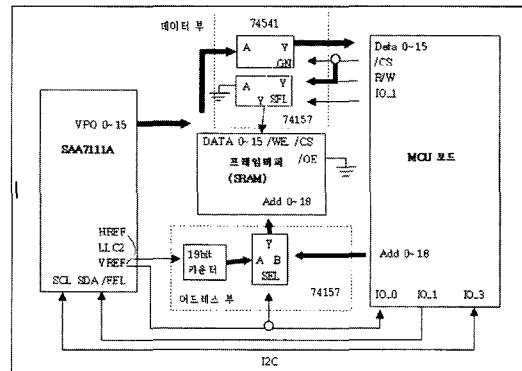 데이터 부
74541
A Y
GN
Data 0~15
/CS
R/W
IO_1
A Y
Y SEL
74157
VPO 0~15
SAA7111A
DATA 0~15 /WE /CS
/OE
프레임버퍼
(SRAM)
Add 0~18
MCU 보드
HREF
LLC2
VREF
SCL SDA /FEL
19bit
카운터
Y
A B
SEL
Add 0~18
어드레스 부
74157
IO_0 IO_1 IO_3
I2C